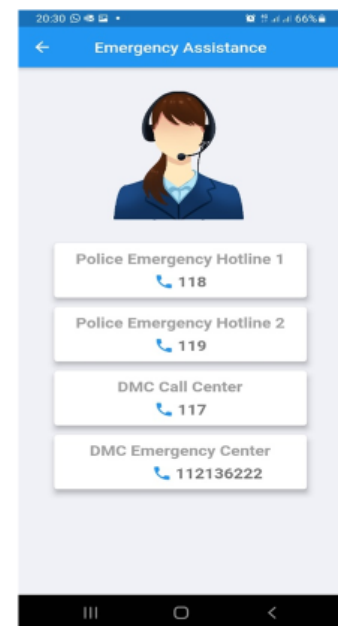 20:30 66%
Emergency Assistance
Police Emergency Hotline 1
118
Police Emergency Hotline 2
119
DMC Call Center
117
DMC Emergency Center
112136222